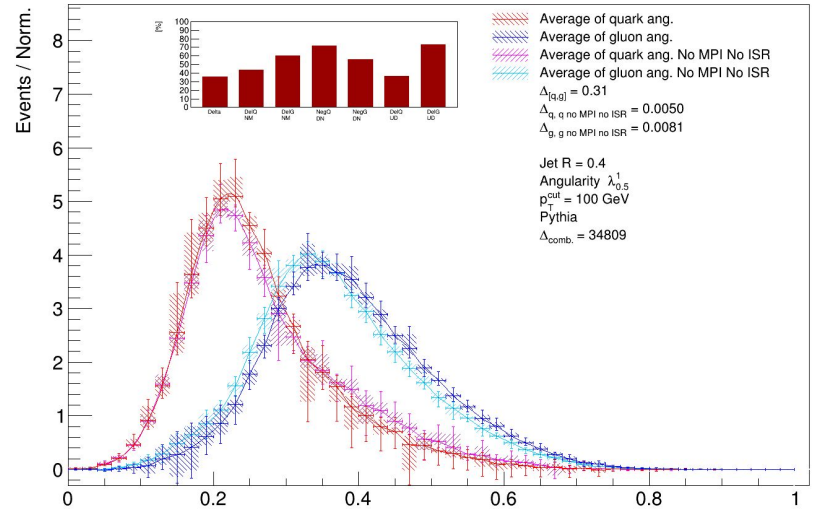 Events / Norm.
8
7
6
5
4
3
2
1
0
0
0.2
0.4
0.6
0.8
1
[%]
100
90
80
70
60
50
40
30
20
10
0
Delta
DelQ NM
DelG NM
NegQ DN
NegG DN
DelQ UD
DelG UD
Average of quark ang.
Average of gluon ang.
Average of quark ang. No MPI No ISR
Average of gluon ang. No MPI No ISR
Δ[q,g] = 0.31
Δq, q no MPI no ISR = 0.0050
Δg, g no MPI no ISR = 0.0081
Jet R = 0.4
Angularity λ¹0.5
pTcut = 100 GeV
Pythia
Δcomb. = 34809